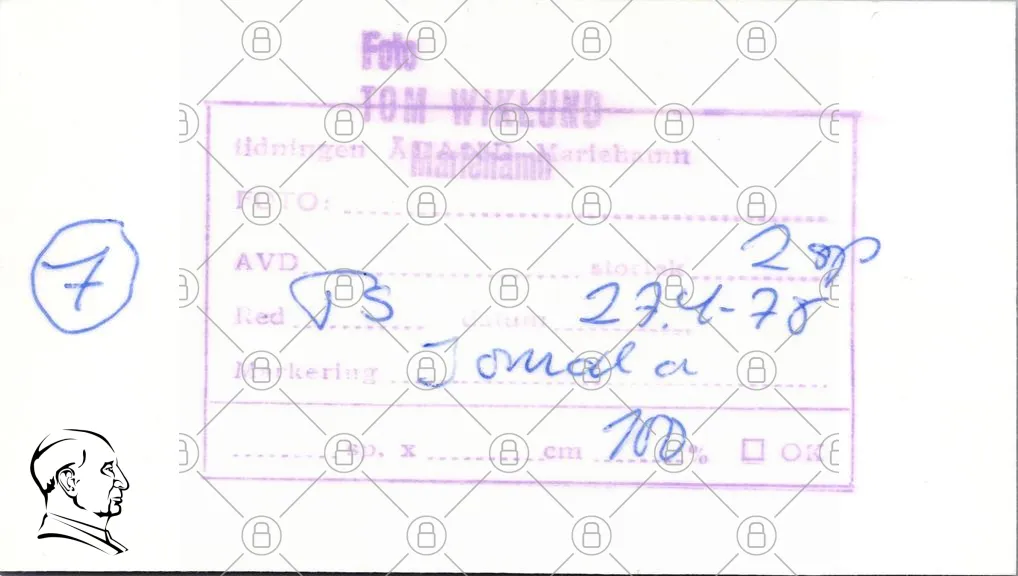 Foto
TOM WIKLUND
Mariehamn
tidningen ÅLAND Mariehamn
FOTO:
AVD. storlek 2 sp
Red datum 27.4-78
Markering Jomala
7
sp. x cm 100 % OK